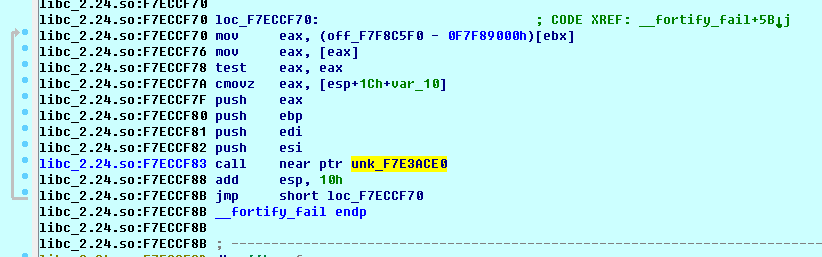 libc_2.24.so:F7ECCF70
libc_2.24.so:F7ECCF70 loc_F7ECCF70: ; CODE XREF: __fortify_fail+5B↓j
libc_2.24.so:F7ECCF70 mov eax, (off_F7F8C5F0 - 0F7F89000h)[ebx]
libc_2.24.so:F7ECCF76 mov eax, [eax]
libc_2.24.so:F7ECCF78 test eax, eax
libc_2.24.so:F7ECCF7A cmovz eax, [esp+1Ch+var_10]
libc_2.24.so:F7ECCF7F push eax
libc_2.24.so:F7ECCF80 push ebp
libc_2.24.so:F7ECCF81 push edi
libc_2.24.so:F7ECCF82 push esi
libc_2.24.so:F7ECCF83 call near ptr unk_F7E3ACE0
libc_2.24.so:F7ECCF88 add esp, 10h
libc_2.24.so:F7ECCF8B jmp short loc_F7ECCF70
libc_2.24.so:F7ECCF8B __fortify_fail endp
libc_2.24.so:F7ECCF8B
libc_2.24.so:F7ECCF8B ; ---------------------------------------------------------------------------